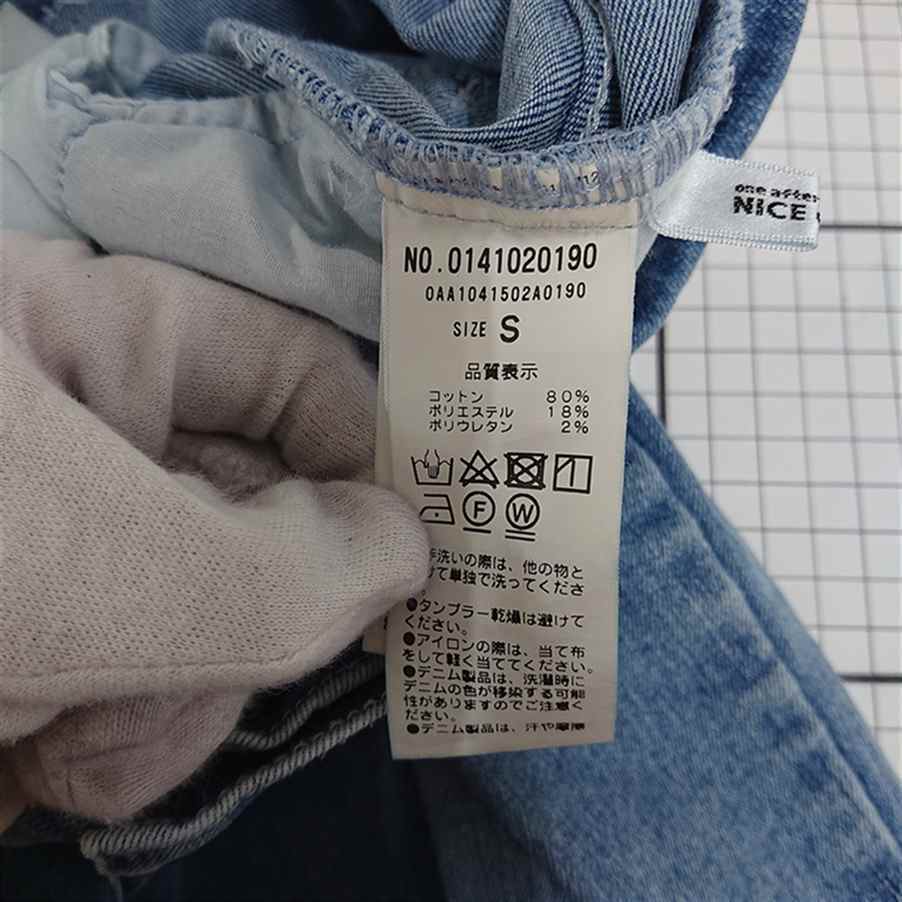 one after
NICE
NO.0141020190
0AA1041502A0190
SIZE S
品質表示
コットン 80%
ポリエステル 18%
ポリウレタン 2%
F W
洗いの際は、他の物と
けて単独で洗ってくださ
。
●タンブラー乾燥は避けて
ください。
●アイロンの際は、当て布
をして軽く当ててください。
●デニム製品は、洗濯時に
デニムの色が移染する可能
性がありますのでご注意く
ださい。
●デニム製品は、汗や摩擦